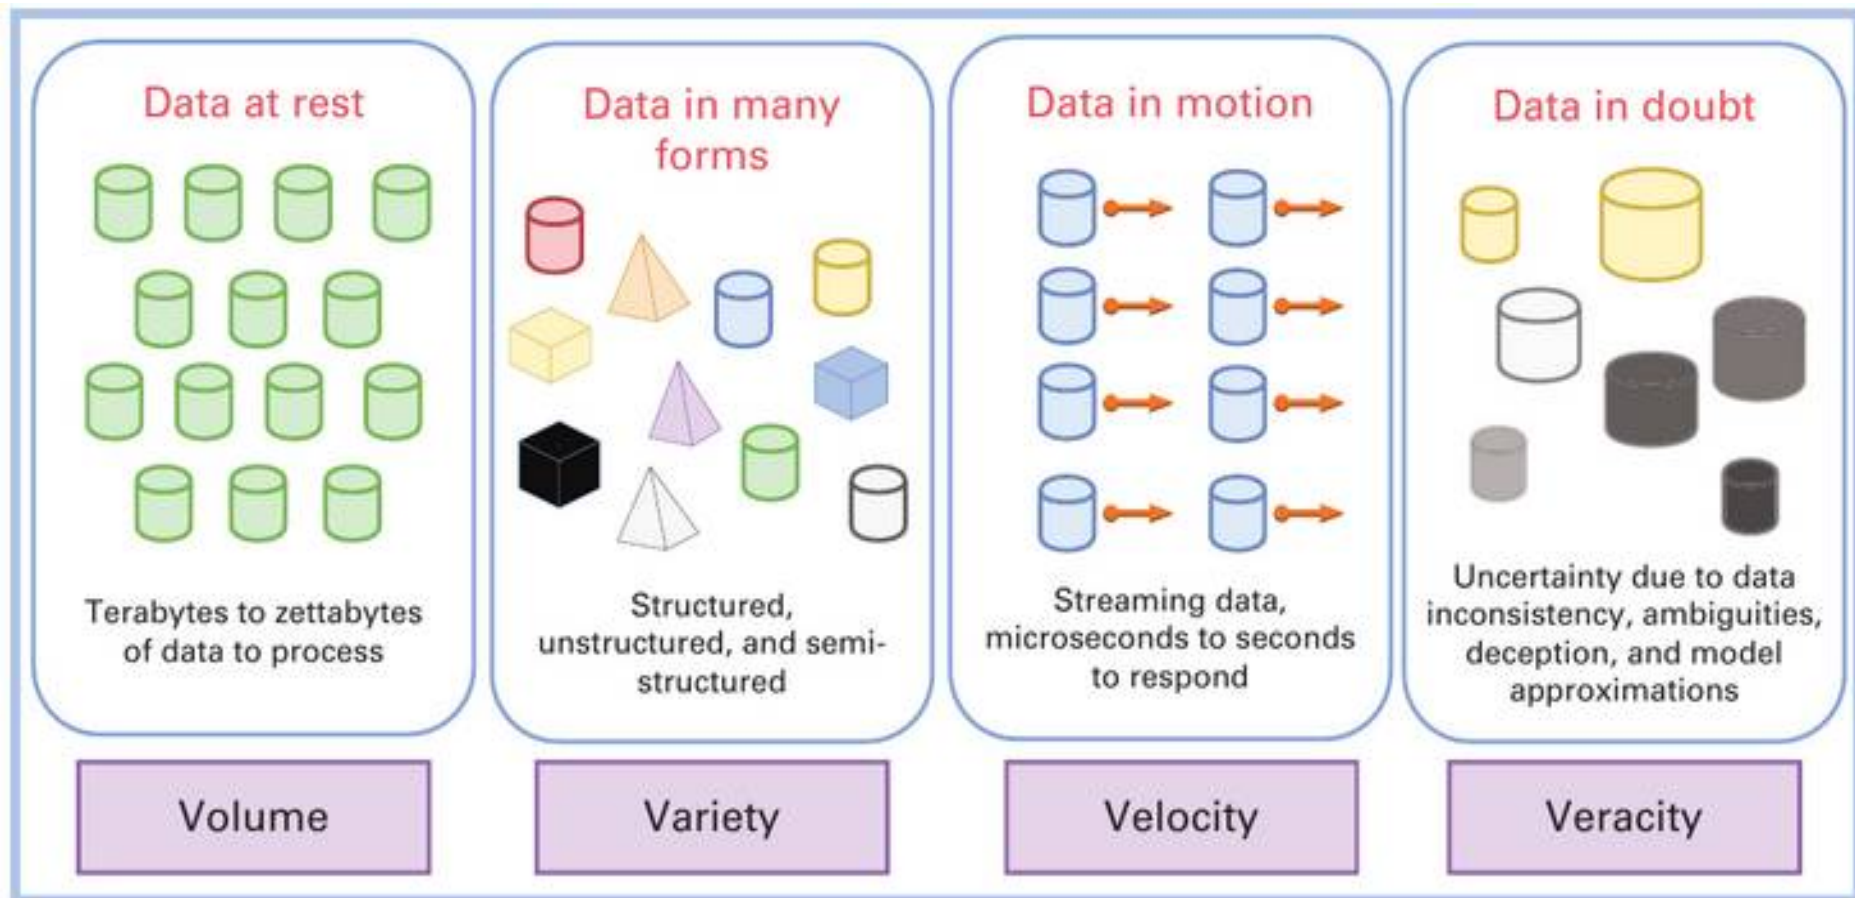 Data at rest
Terabytes to zettabytes
of data to process
Volume
Data in many
forms
Structured,
unstructured, and semi-
structured
Variety
Data in motion
Streaming data,
microseconds to seconds
to respond
Velocity
Data in doubt
Uncertainty due to data
inconsistency, ambiguities,
deception, and model
approximations
Veracity